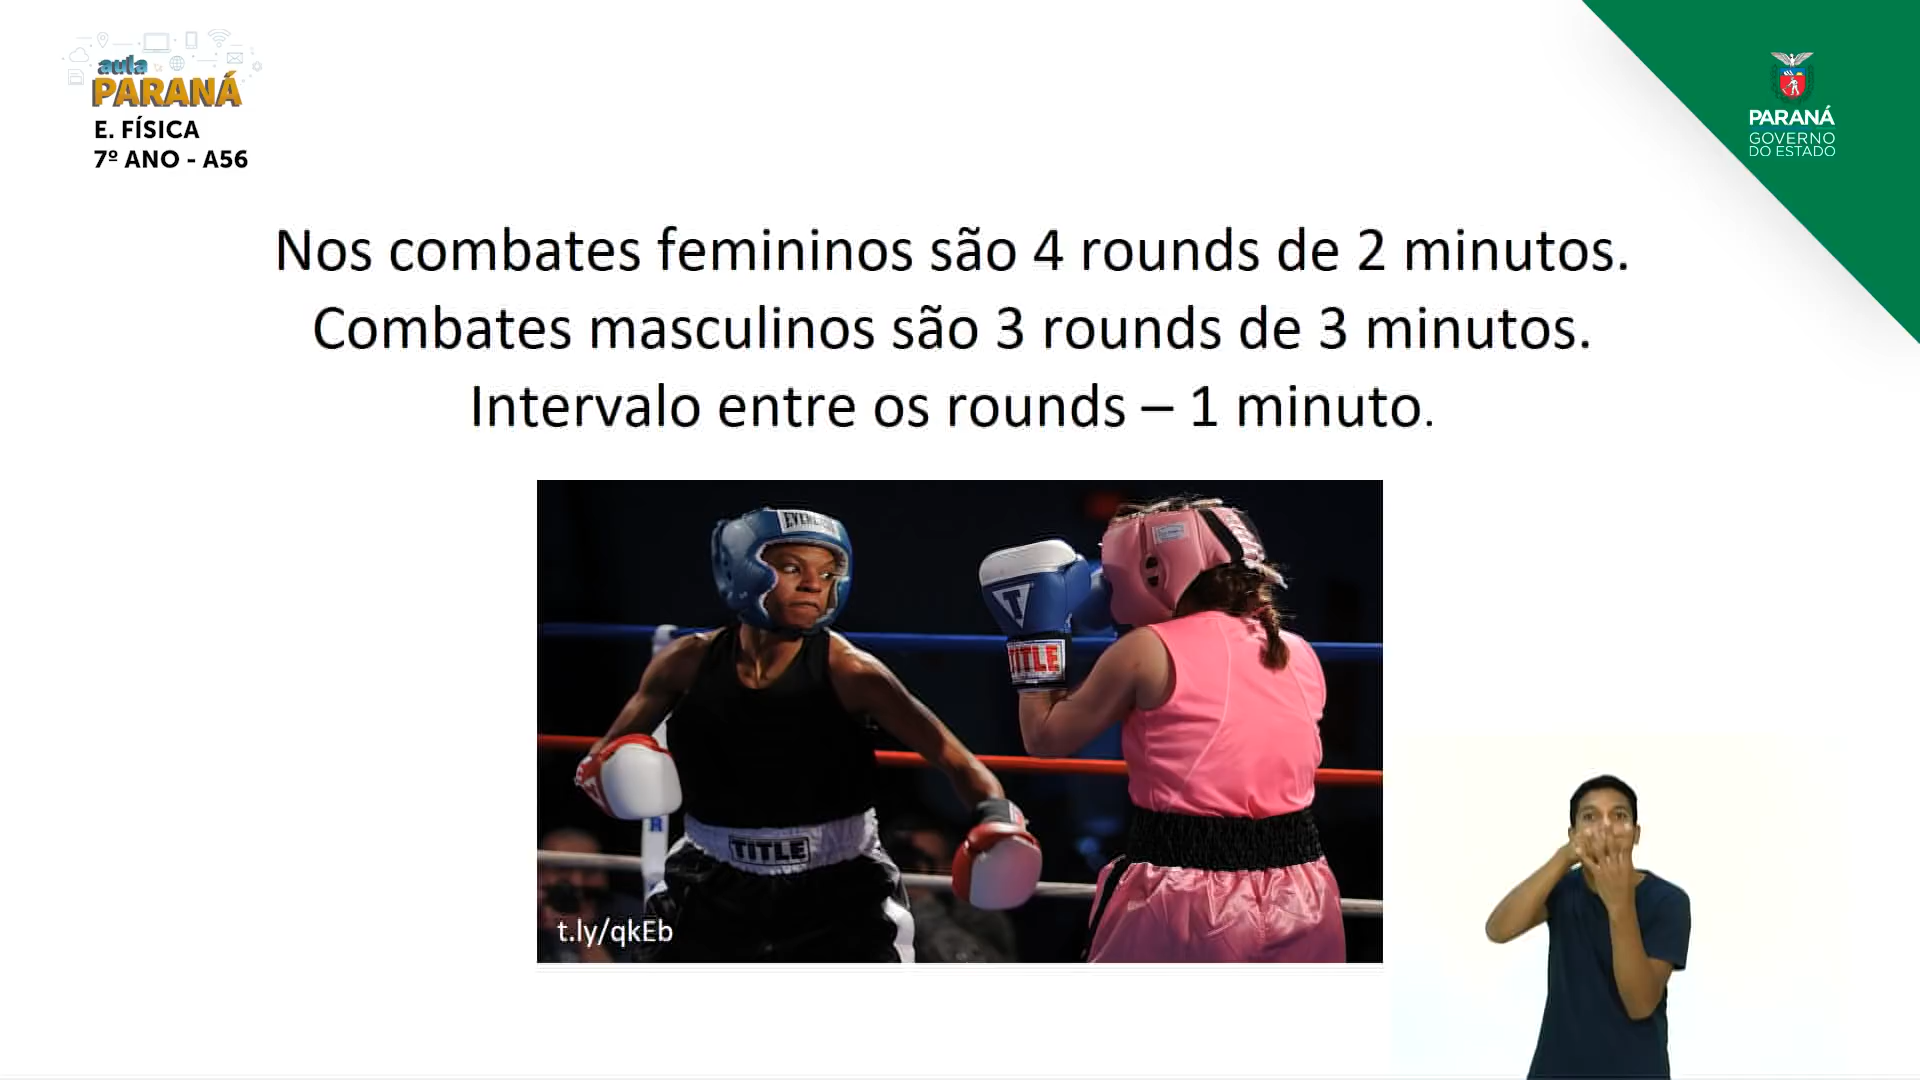 aula
PARANÁ
E. FÍSICA
7º ANO - A56
PARANÁ
GOVERNO
DO ESTADO
Nos combates femininos são 4 rounds de 2 minutos.
Combates masculinos são 3 rounds de 3 minutos.
Intervalo entre os rounds – 1 minuto.
T
TITLE
R
TITLE
t.ly/qkEb